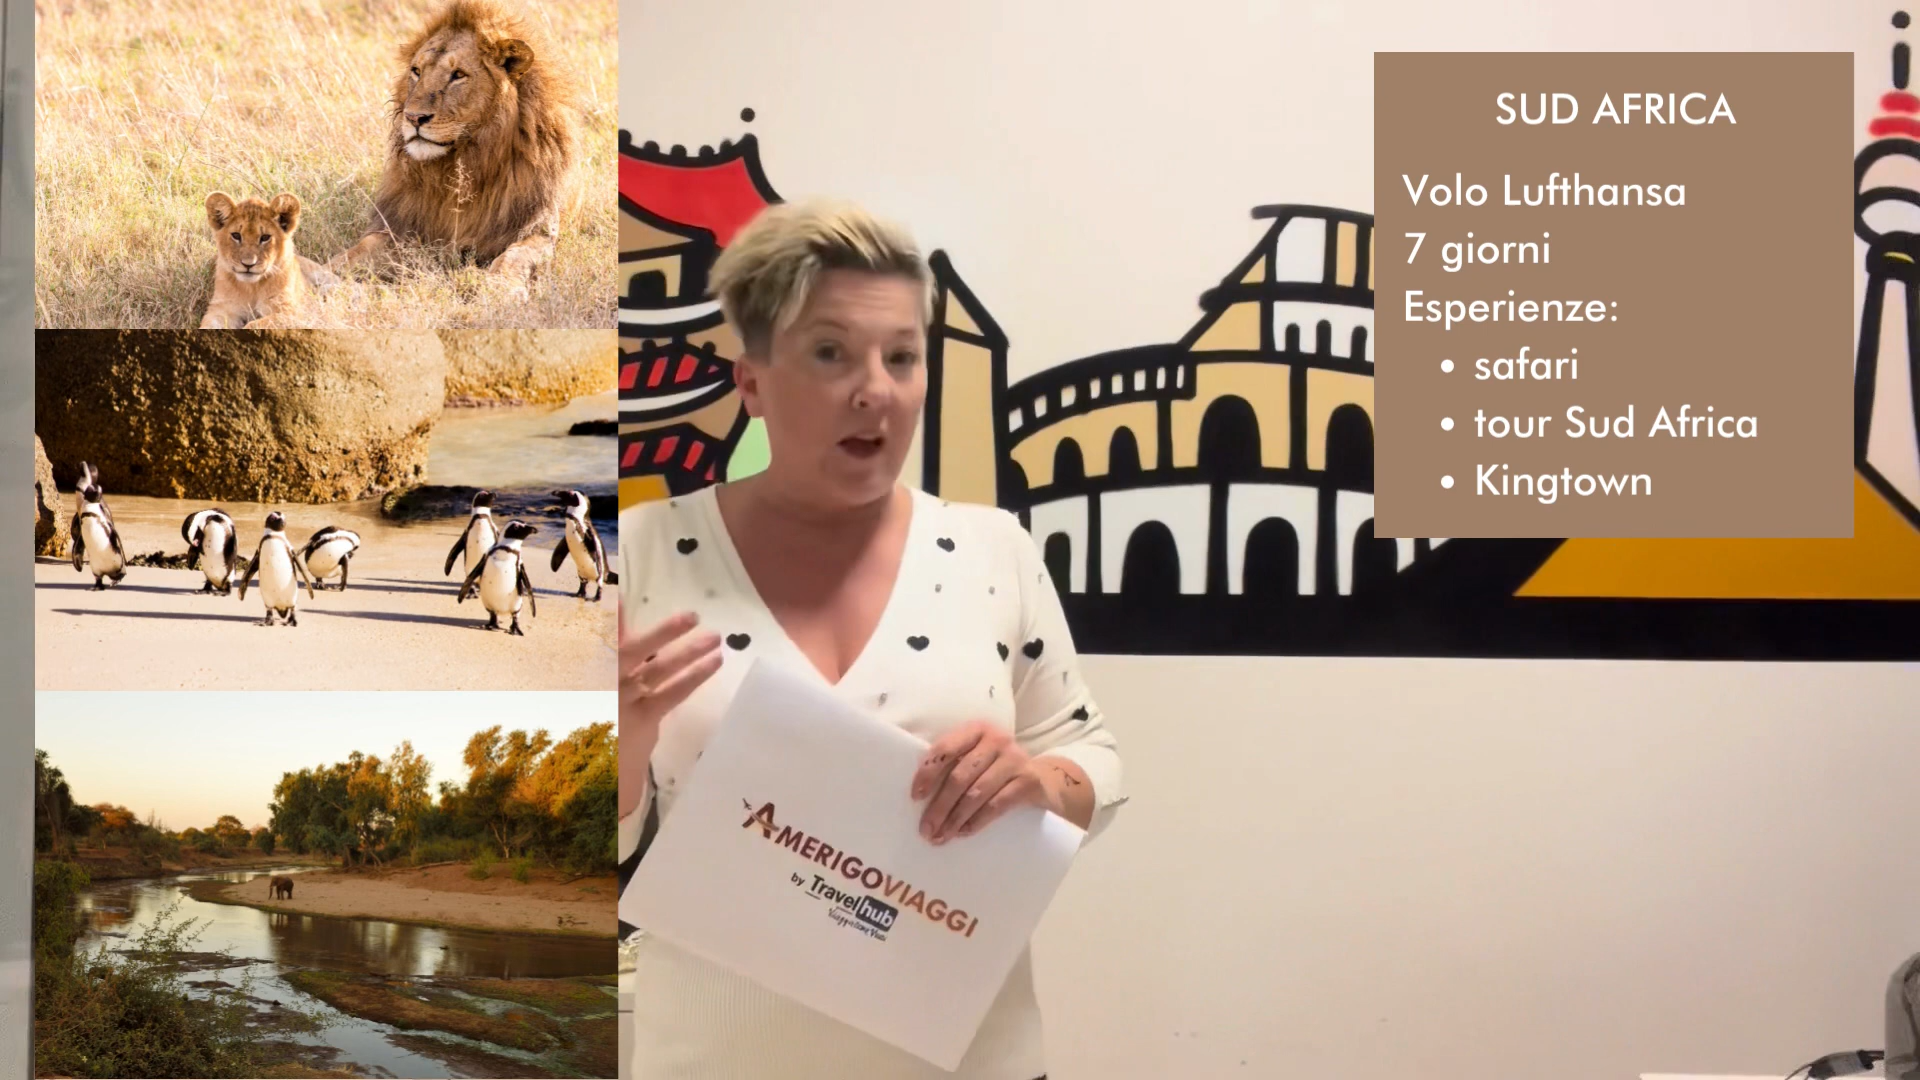 SUD AFRICA
Volo Lufthansa
7 giorni
Esperienze:
• safari
• tour Sud Africa
• Kingtown
AMERIGOVIAGGI
by Travel hub